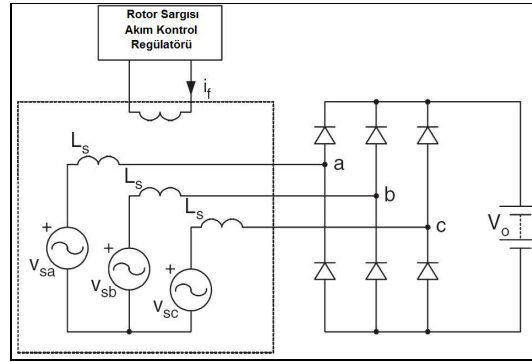 Rotor Sargısı
Akım Kontrol
Regülatörü
i_f
L_s
L_s
L_s
a
b
c
V_o
+
v_sa
+
v_sb
+
v_sc